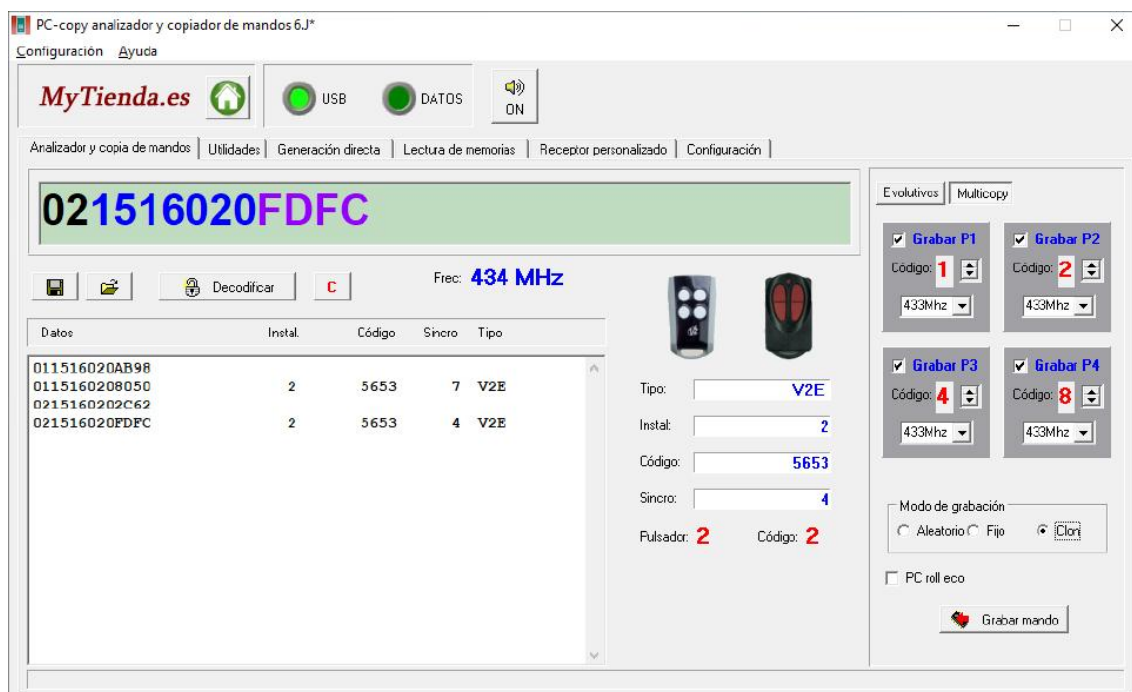 PC-copy analizador y copiador de mandos 6.J*
Configuración Ayuda
MyTienda.es USB DATOS ON
Analizador y copia de mandos Utilidades Generación directa Lectura de memorias Receptor personalizado Configuración
021516020FDFC
Evolutivos Multicopy
Decodificar C Frec: 434 MHz
Grabar P1 Grabar P2
Código: 1 Código: 2
433Mhz 433Mhz
Datos Instal. Código Sincro Tipo
011516020AB98
0115160208050 2 5653 7 V2E
0215160202C62
021516020FDFC 2 5653 4 V2E
Tipo: V2E
Instal: 2
Código: 5653
Sincro: 4
Pulsador: 2 Código: 2
Grabar P3 Grabar P4
Código: 4 Código: 8
433Mhz 433Mhz
Modo de grabación
Aleatorio Fijo Clon
PC roll eco
Grabar mando